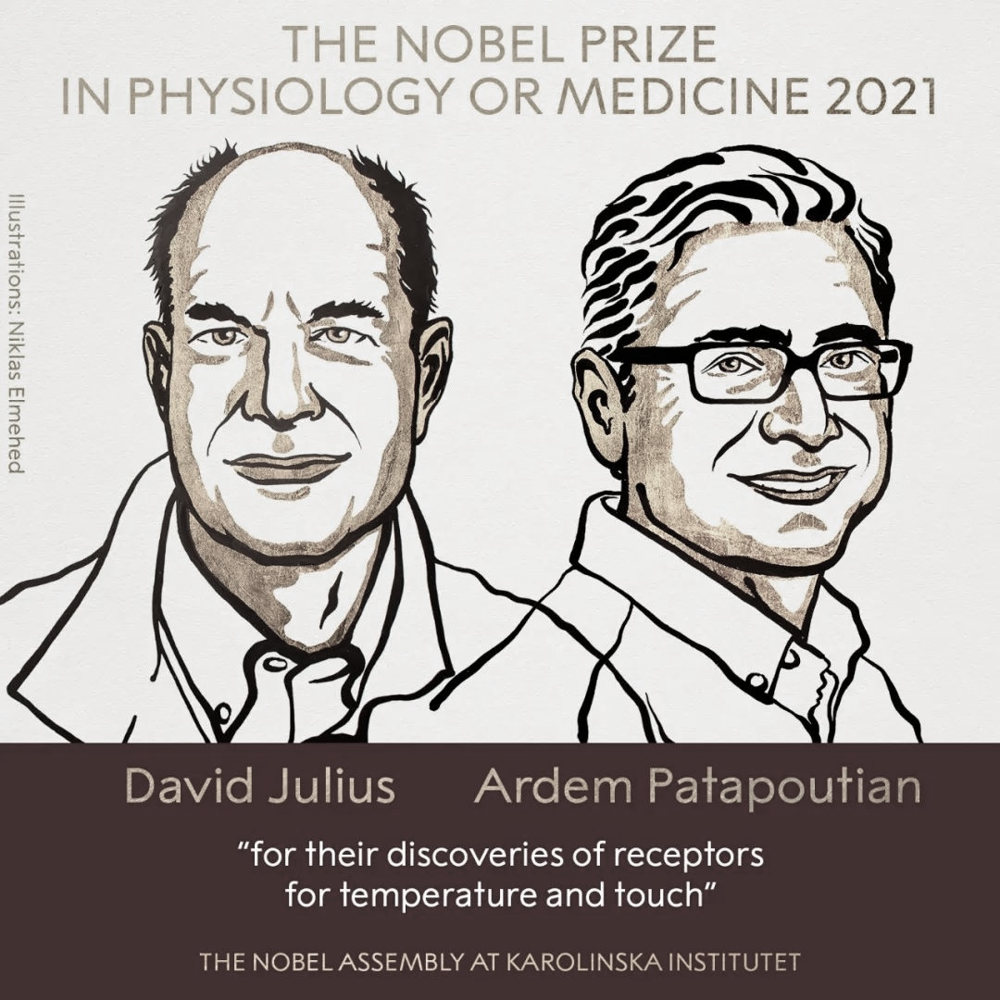 THE NOBEL PRIZE
IN PHYSIOLOGY OR MEDICINE 2021
Illustrations: Niklas Elmehed
David Julius
Ardem Patapoutian
"for their discoveries of receptors
for temperature and touch"
THE NOBEL ASSEMBLY AT KAROLINSKA INSTITUTET